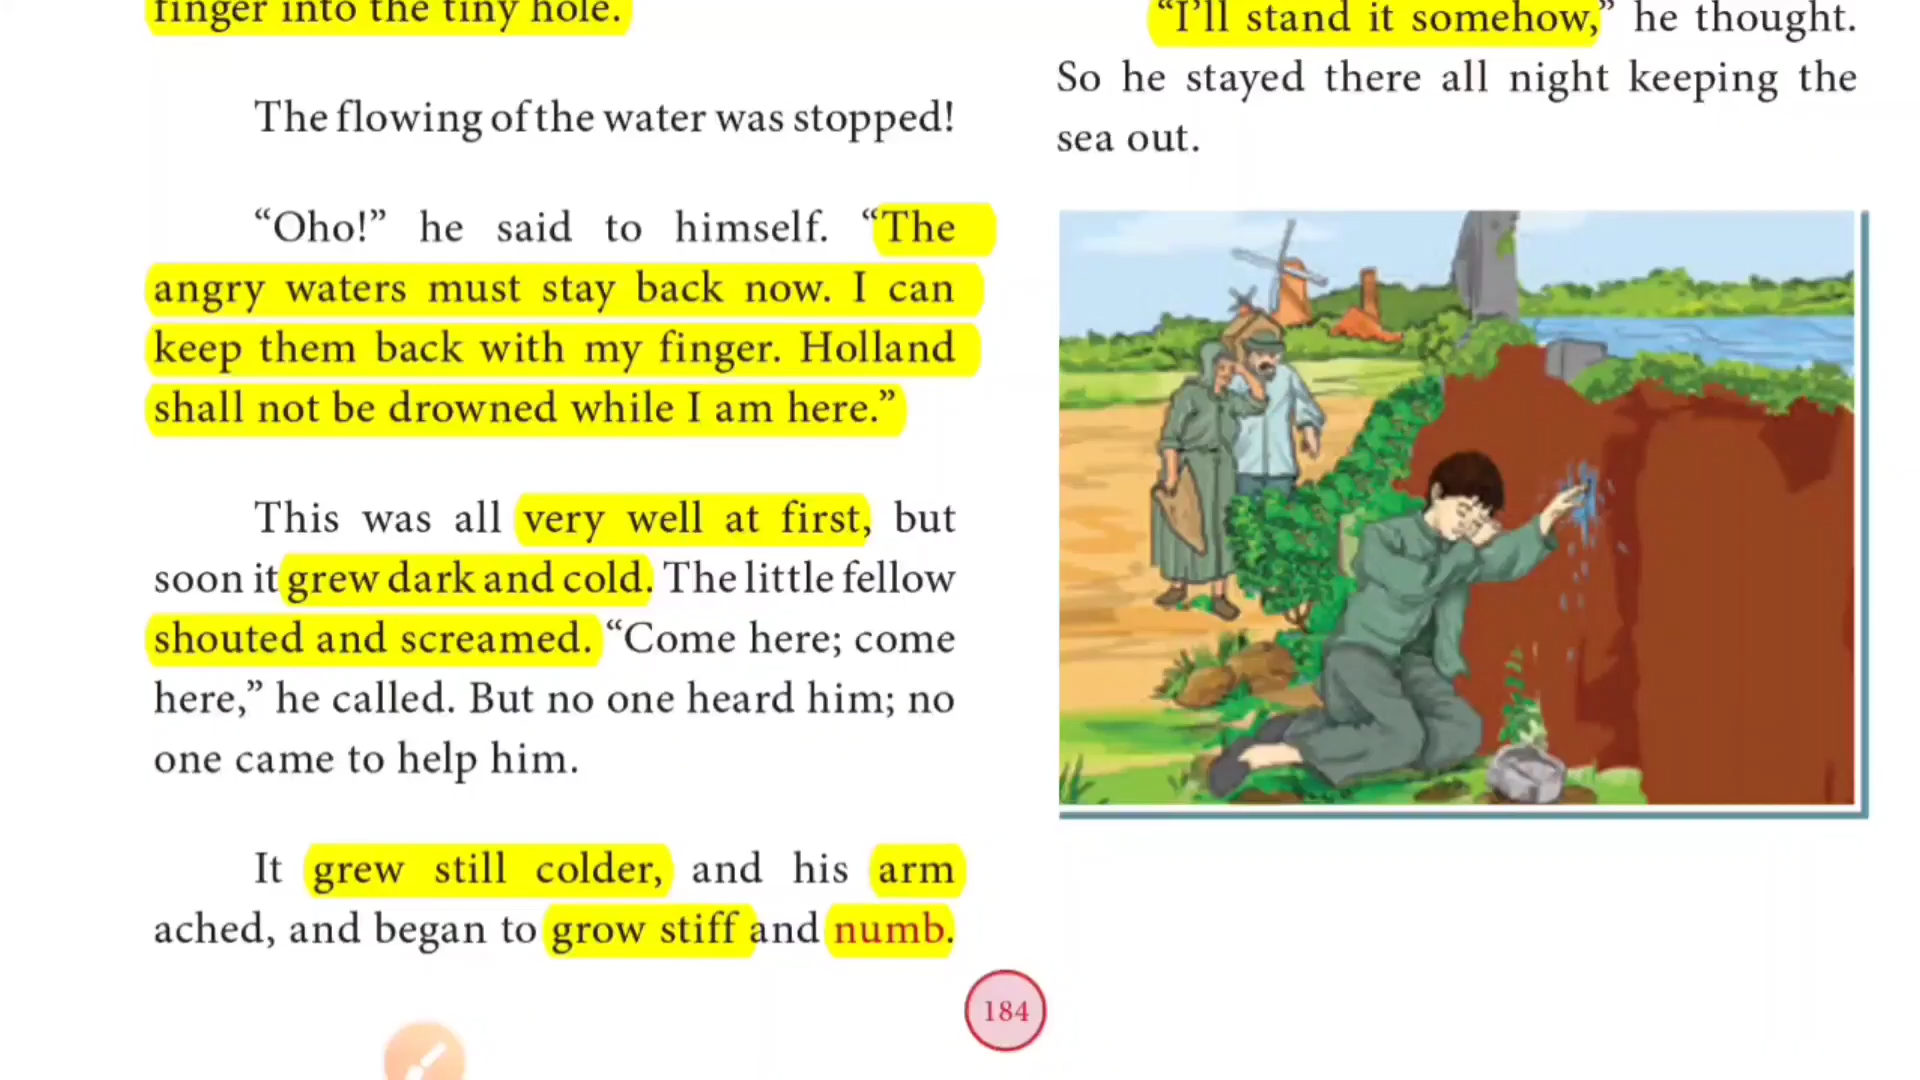 finger into the tiny hole.
The flowing of the water was stopped!
“Oho!” he said to himself. “The
angry waters must stay back now. I can
keep them back with my finger. Holland
shall not be drowned while I am here.”
This was all very well at first, but
soon it grew dark and cold. The little fellow
shouted and screamed. “Come here; come
here,” he called. But no one heard him; no
one came to help him.
It grew still colder, and his arm
ached, and began to grow stiff and numb.
“I’ll stand it somehow,” he thought.
So he stayed there all night keeping the
sea out.
184